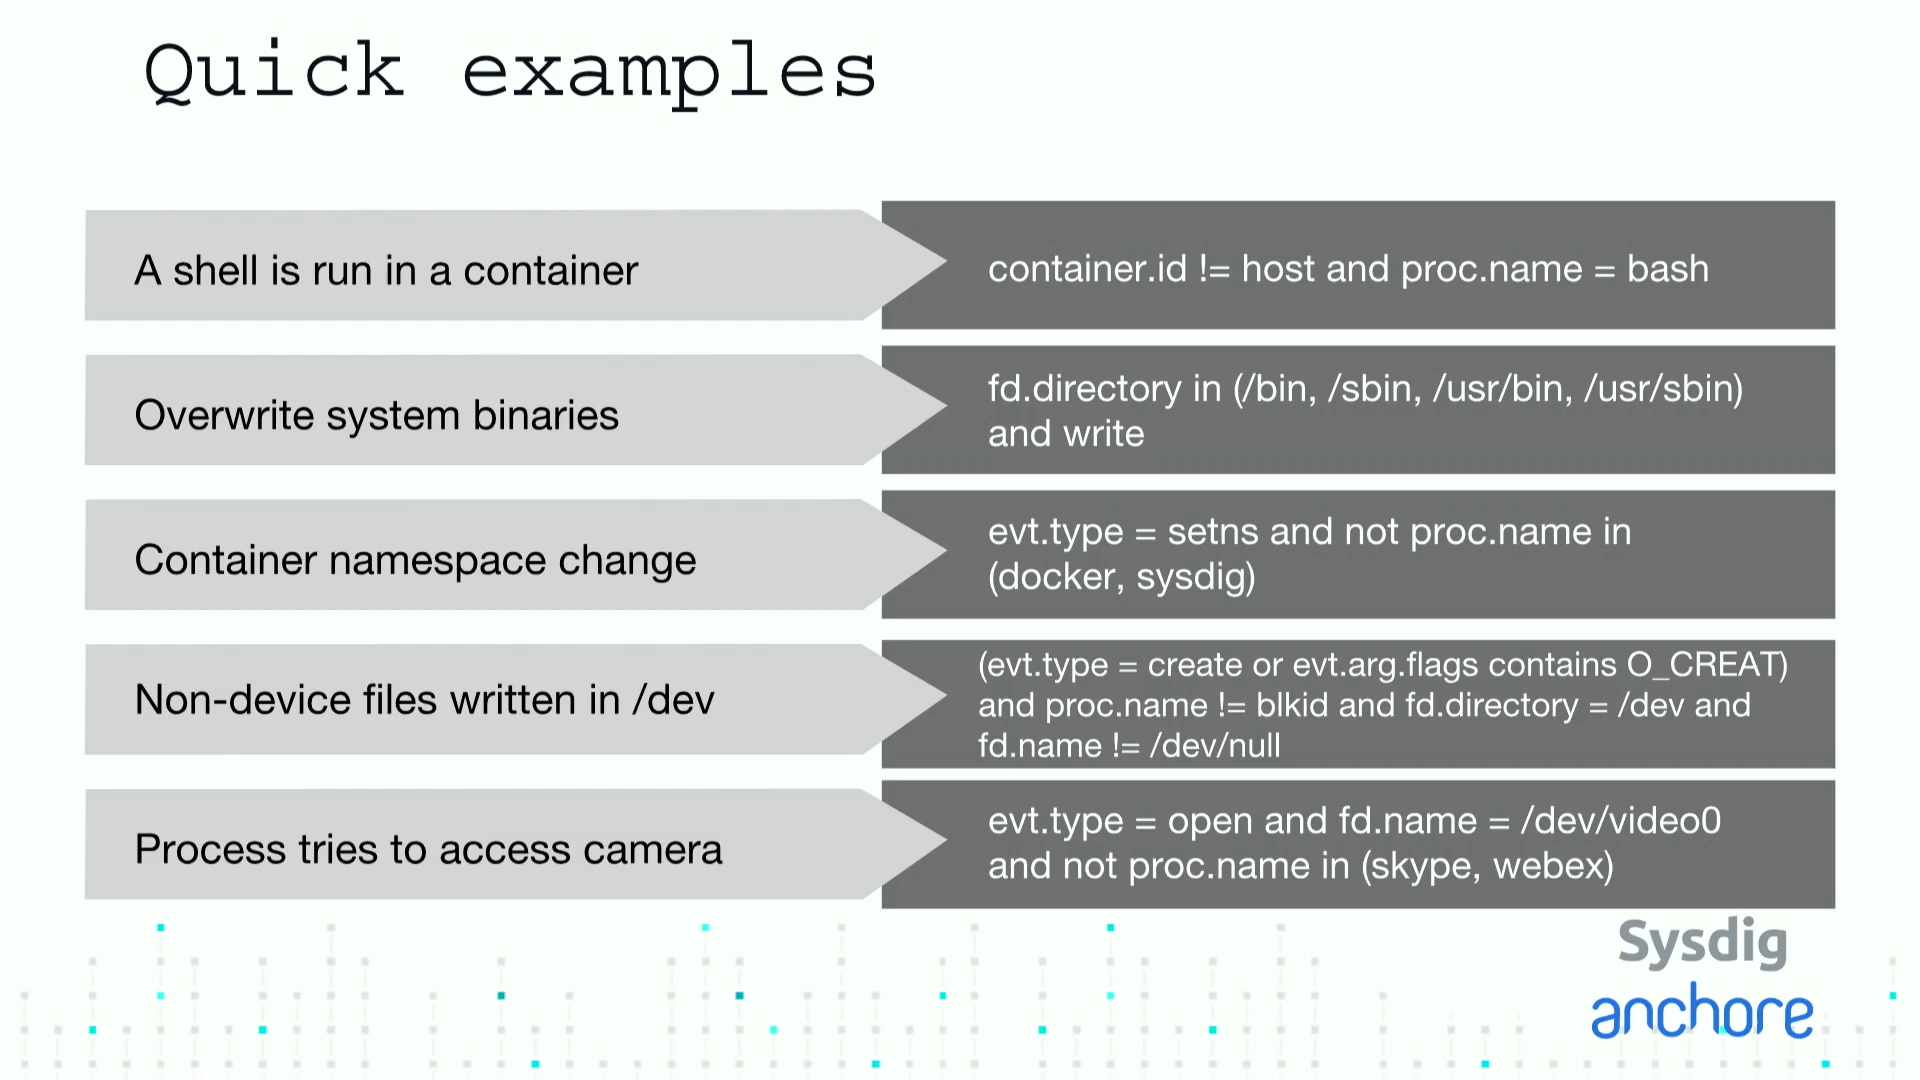 Quick examples
A shell is run in a container
container.id != host and proc.name = bash
Overwrite system binaries
fd.directory in (/bin, /sbin, /usr/bin, /usr/sbin)
and write
Container namespace change
evt.type = setns and not proc.name in
(docker, sysdig)
Non-device files written in /dev
(evt.type = create or evt.arg.flags contains O_CREAT)
and proc.name != blkid and fd.directory = /dev and
fd.name != /dev/null
Process tries to access camera
evt.type = open and fd.name = /dev/video0
and not proc.name in (skype, webex)
Sysdig
anchore